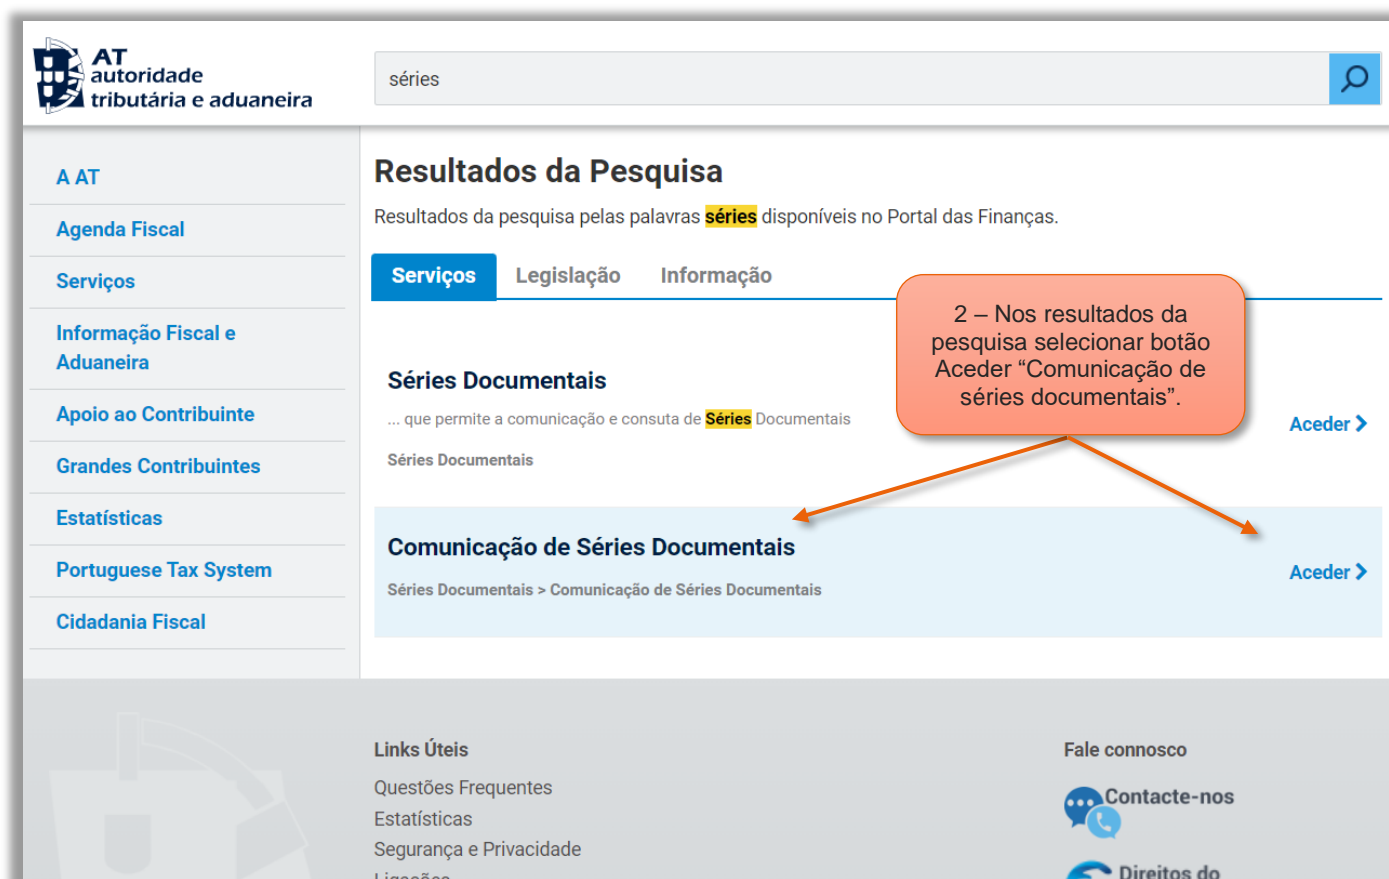 AT
autoridade
tributária e aduaneira
séries
A AT
Agenda Fiscal
Serviços
Informação Fiscal e
Aduaneira
Apoio ao Contribuinte
Grandes Contribuintes
Estatísticas
Portuguese Tax System
Cidadania Fiscal
Resultados da Pesquisa
Resultados da pesquisa pelas palavras séries disponíveis no Portal das Finanças.
Serviços Legislação Informação
2 – Nos resultados da
pesquisa selecionar botão
Aceder “Comunicação de
séries documentais”.
Séries Documentais
... que permite a comunicação e consuta de Séries Documentais
Séries Documentais
Aceder
Comunicação de Séries Documentais
Séries Documentais > Comunicação de Séries Documentais
Aceder
Links Úteis
Questões Frequentes
Estatísticas
Segurança e Privacidade
Ligações
Fale connosco
Contacte-nos
Direitos do